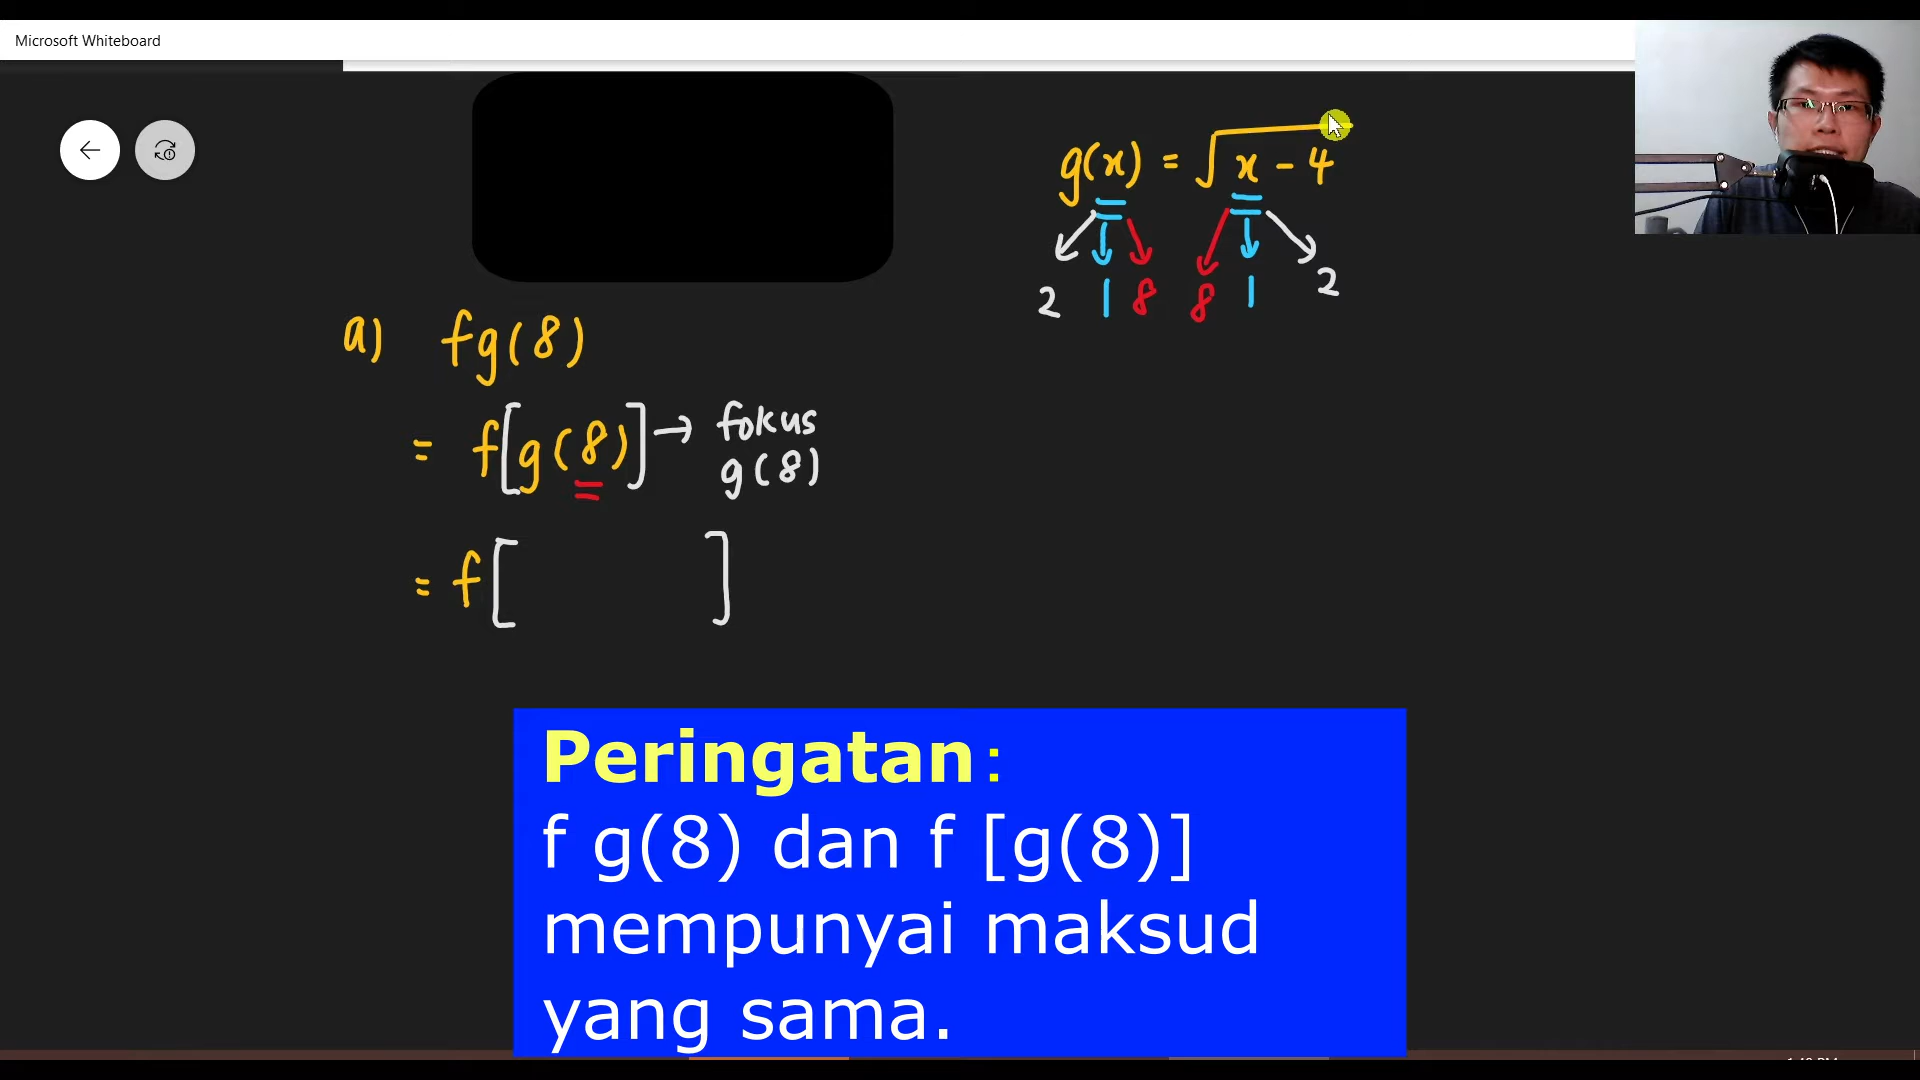 Microsoft Whiteboard
g(x) = √x - 4
2 1 8 8 1 2
a) fg(8)
= f[g(8)] → fokus
g(8)
= f[ ]
Peringatan:
f g(8) dan f [g(8)]
mempunyai maksud
yang sama.